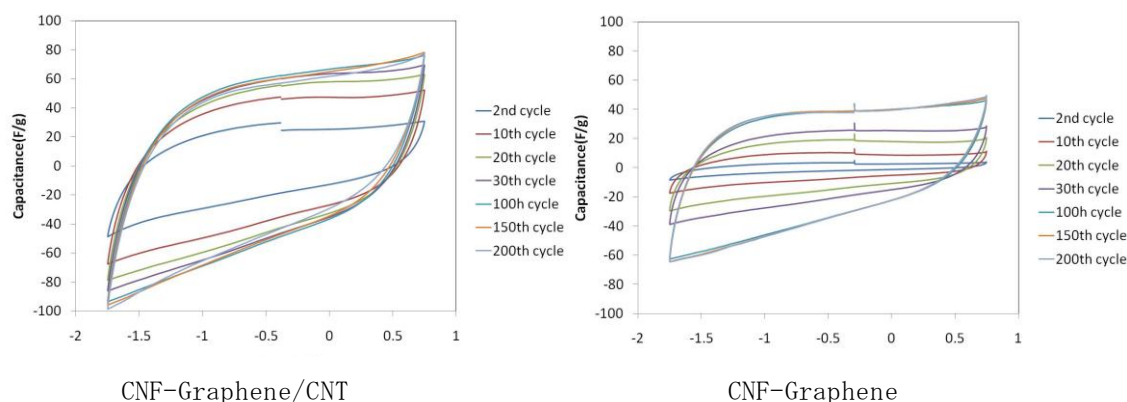 100
80
60
40
20
0
-20
-40
-60
-80
-100
Capacitance(F/g)
-2 -1.5 -1 -0.5 0 0.5 1
2nd cycle
10th cycle
20th cycle
30th cycle
100h cycle
150th cycle
200th cycle
CNF-Graphene/CNT
100
80
60
40
20
0
-20
-40
-60
-80
-100
Capacitance(F/g)
-2 -1.5 -1 -0.5 0 0.5 1
2nd cycle
10th cycle
20th cycle
30th cycle
100h cycle
150th cycle
200th cycle
CNF-Graphene